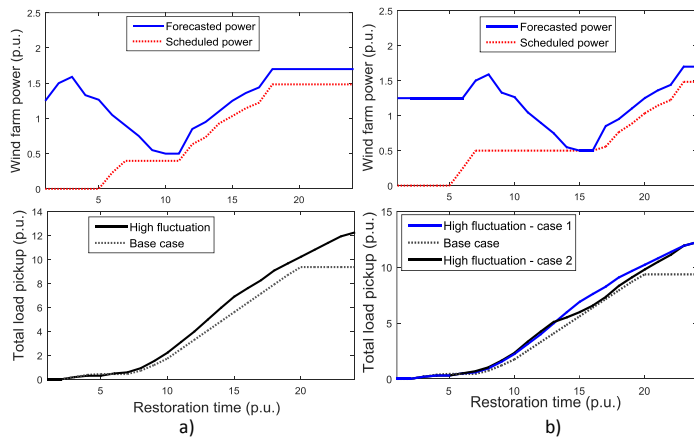 2.5
2
1.5
1
0.5
0
5
10
15
20
Wind farm power (p.u.)
Forecasted power
Scheduled power
2.5
2
1.5
1
0.5
0
5
10
15
20
Wind farm power (p.u.)
Forecasted power
Scheduled power
14
12
10
8
6
4
2
0
5
10
15
20
Total load pickup (p.u.)
High fluctuation
Base case
Restoration time (p.u.)
a)
15
10
5
0
5
10
15
20
Total load pickup (p.u.)
High fluctuation - case 1
Base case
High fluctuation - case 2
Restoration time (p.u.)
b)